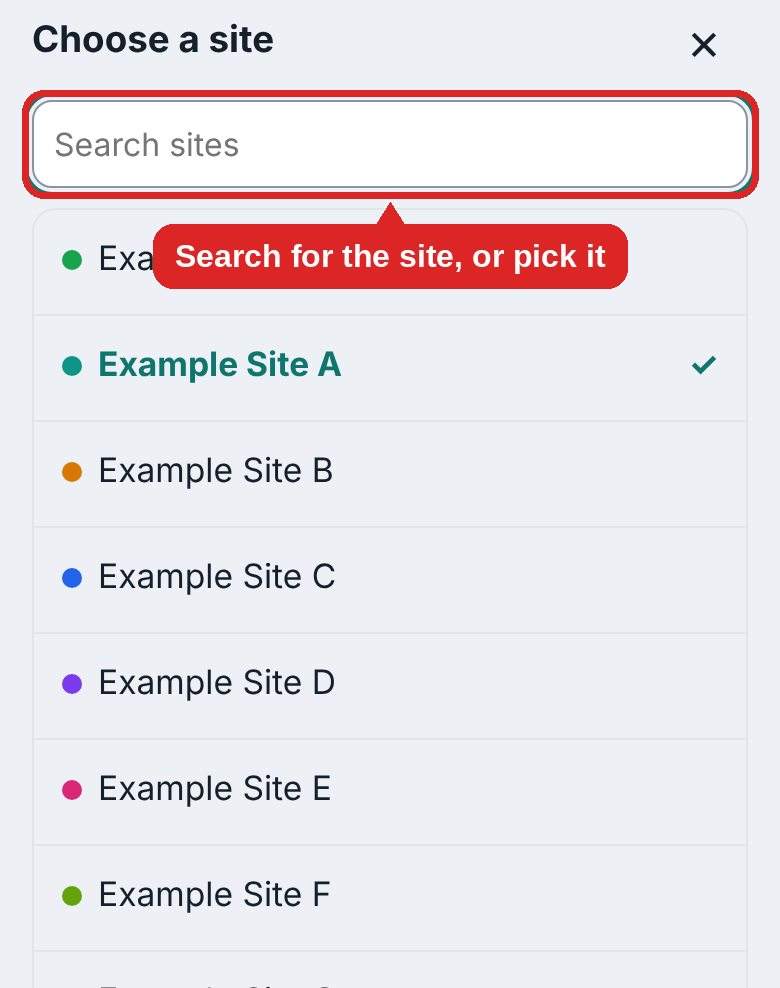 Choose a site
Search sites
Search for the site, or pick it
Example Site A
Example Site B
Example Site C
Example Site D
Example Site E
Example Site F